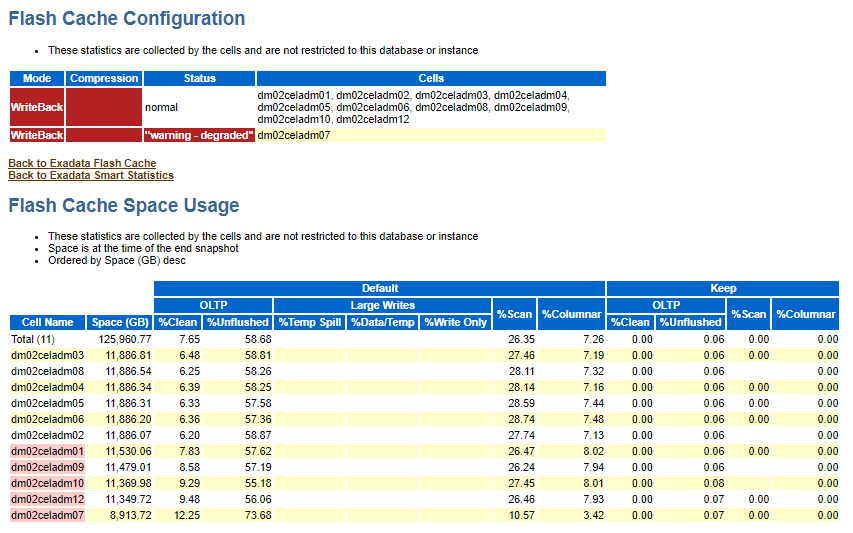 Flash Cache Configuration
• These statistics are collected by the cells and are not restricted to this database or instance
Mode Compression Status Cells
WriteBack normal dm02celadm01, dm02celadm02, dm02celadm03, dm02celadm04,
dm02celadm05, dm02celadm06, dm02celadm08, dm02celadm09,
dm02celadm10, dm02celadm12
WriteBack "warning - degraded" dm02celadm07
Back to Exadata Flash Cache
Back to Exadata Smart Statistics
Flash Cache Space Usage
• These statistics are collected by the cells and are not restricted to this database or instance
• Space is at the time of the end snapshot
• Ordered by Space (GB) desc
Default Keep
OLTP Large Writes %Scan %Columnar OLTP %Scan %Columnar
Cell Name Space (GB) %Clean %Unflushed %Temp Spill %Data/Temp %Write Only %Clean %Unflushed
Total (11) 125,960.77 7.65 58.68 26.35 7.26 0.00 0.06 0.00 0.00
dm02celadm03 11,886.81 6.48 58.81 27.46 7.19 0.00 0.06 0.00 0.00
dm02celadm08 11,886.54 6.25 58.26 28.11 7.32 0.00 0.06 0.00
dm02celadm04 11,886.34 6.39 58.25 28.14 7.16 0.00 0.06 0.00 0.00
dm02celadm05 11,886.31 6.33 57.58 28.59 7.44 0.00 0.06 0.00 0.00
dm02celadm06 11,886.20 6.36 57.36 28.74 7.48 0.00 0.06 0.00 0.00
dm02celadm02 11,886.07 6.20 58.87 27.74 7.13 0.00 0.06 0.00
dm02celadm01 11,530.06 7.83 57.62 26.47 8.02 0.00 0.06 0.00 0.00
dm02celadm09 11,479.01 8.58 57.19 26.24 7.94 0.00 0.06 0.00
dm02celadm10 11,369.98 9.29 55.18 27.45 8.01 0.00 0.08 0.00
dm02celadm12 11,349.72 9.48 56.06 26.46 7.93 0.00 0.07 0.00 0.00
dm02celadm07 8,913.72 12.25 73.68 10.57 3.42 0.00 0.07 0.00 0.00